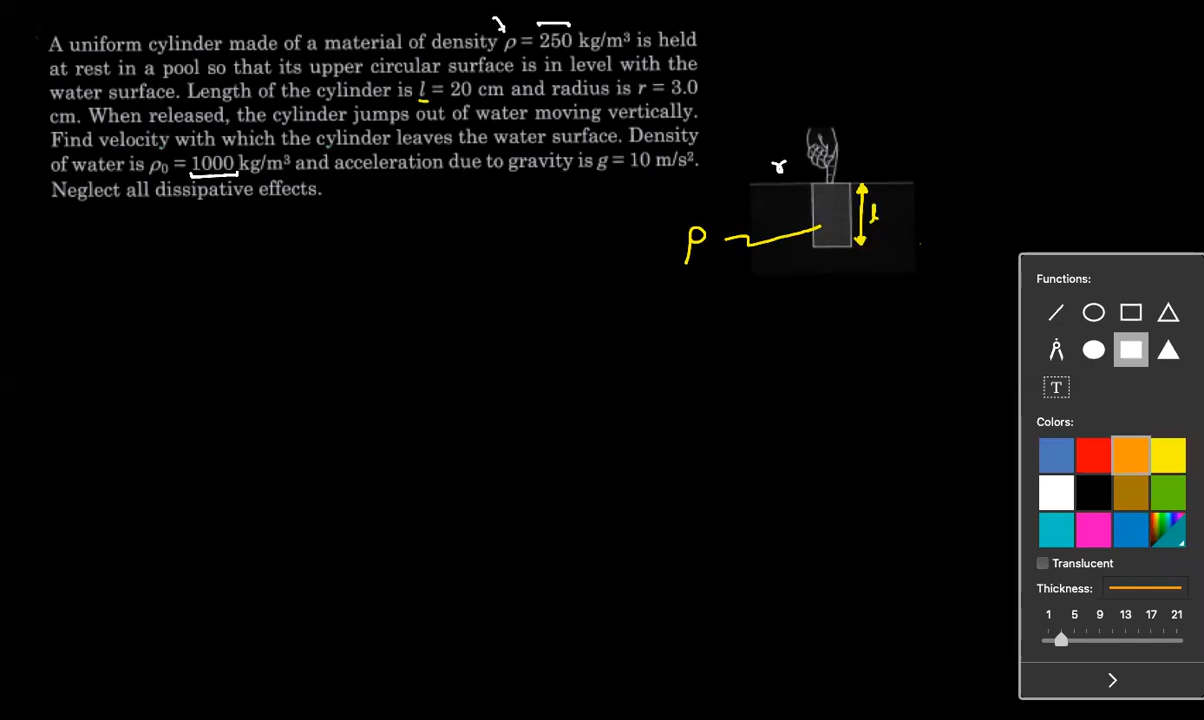 A uniform cylinder made of a material of density ρ = 250 kg/m³ is held
at rest in a pool so that its upper circular surface is in level with the
water surface. Length of the cylinder is l = 20 cm and radius is r = 3.0
cm. When released, the cylinder jumps out of water moving vertically.
Find velocity with which the cylinder leaves the water surface. Density
of water is ρ₀ = 1000 kg/m³ and acceleration due to gravity is g = 10 m/s².
Neglect all dissipative effects.
r
l
ρ
Functions:
T
Colors:
Translucent
Thickness:
1 5 9 13 17 21